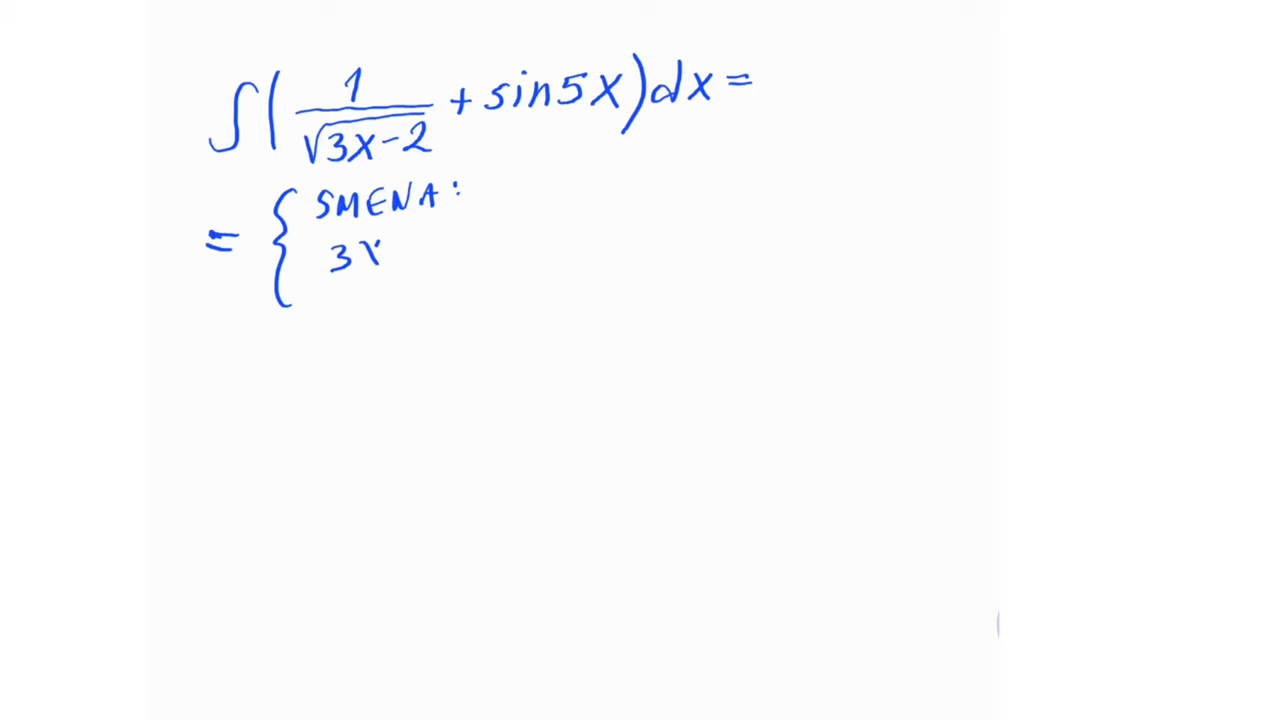 ∫(1/√(3x-2) + sin5x)dx =
= { SMENA:
3x